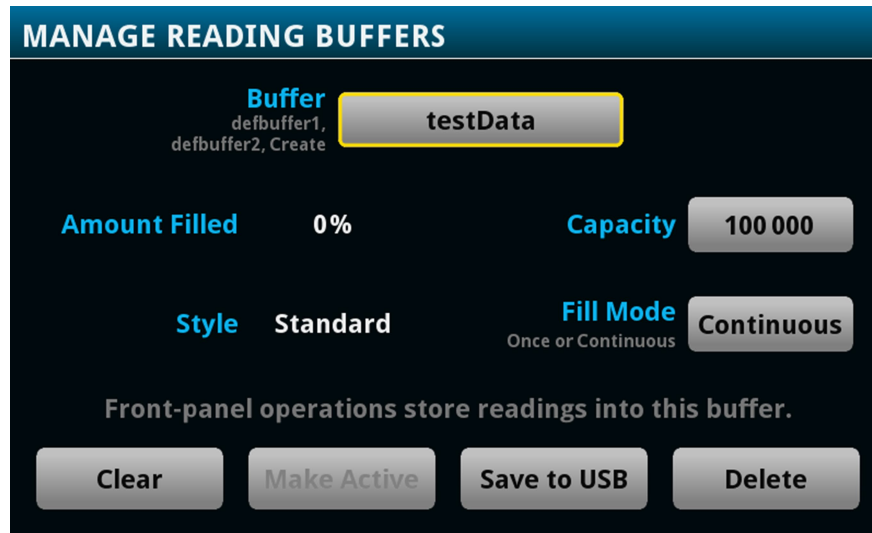 MANAGE READING BUFFERS
Buffer
defbuffer1,
defbuffer2, Create
testData
Amount Filled
0%
Capacity
100 000
Style
Standard
Fill Mode
Once or Continuous
Continuous
Front-panel operations store readings into this buffer.
Clear
Make Active
Save to USB
Delete